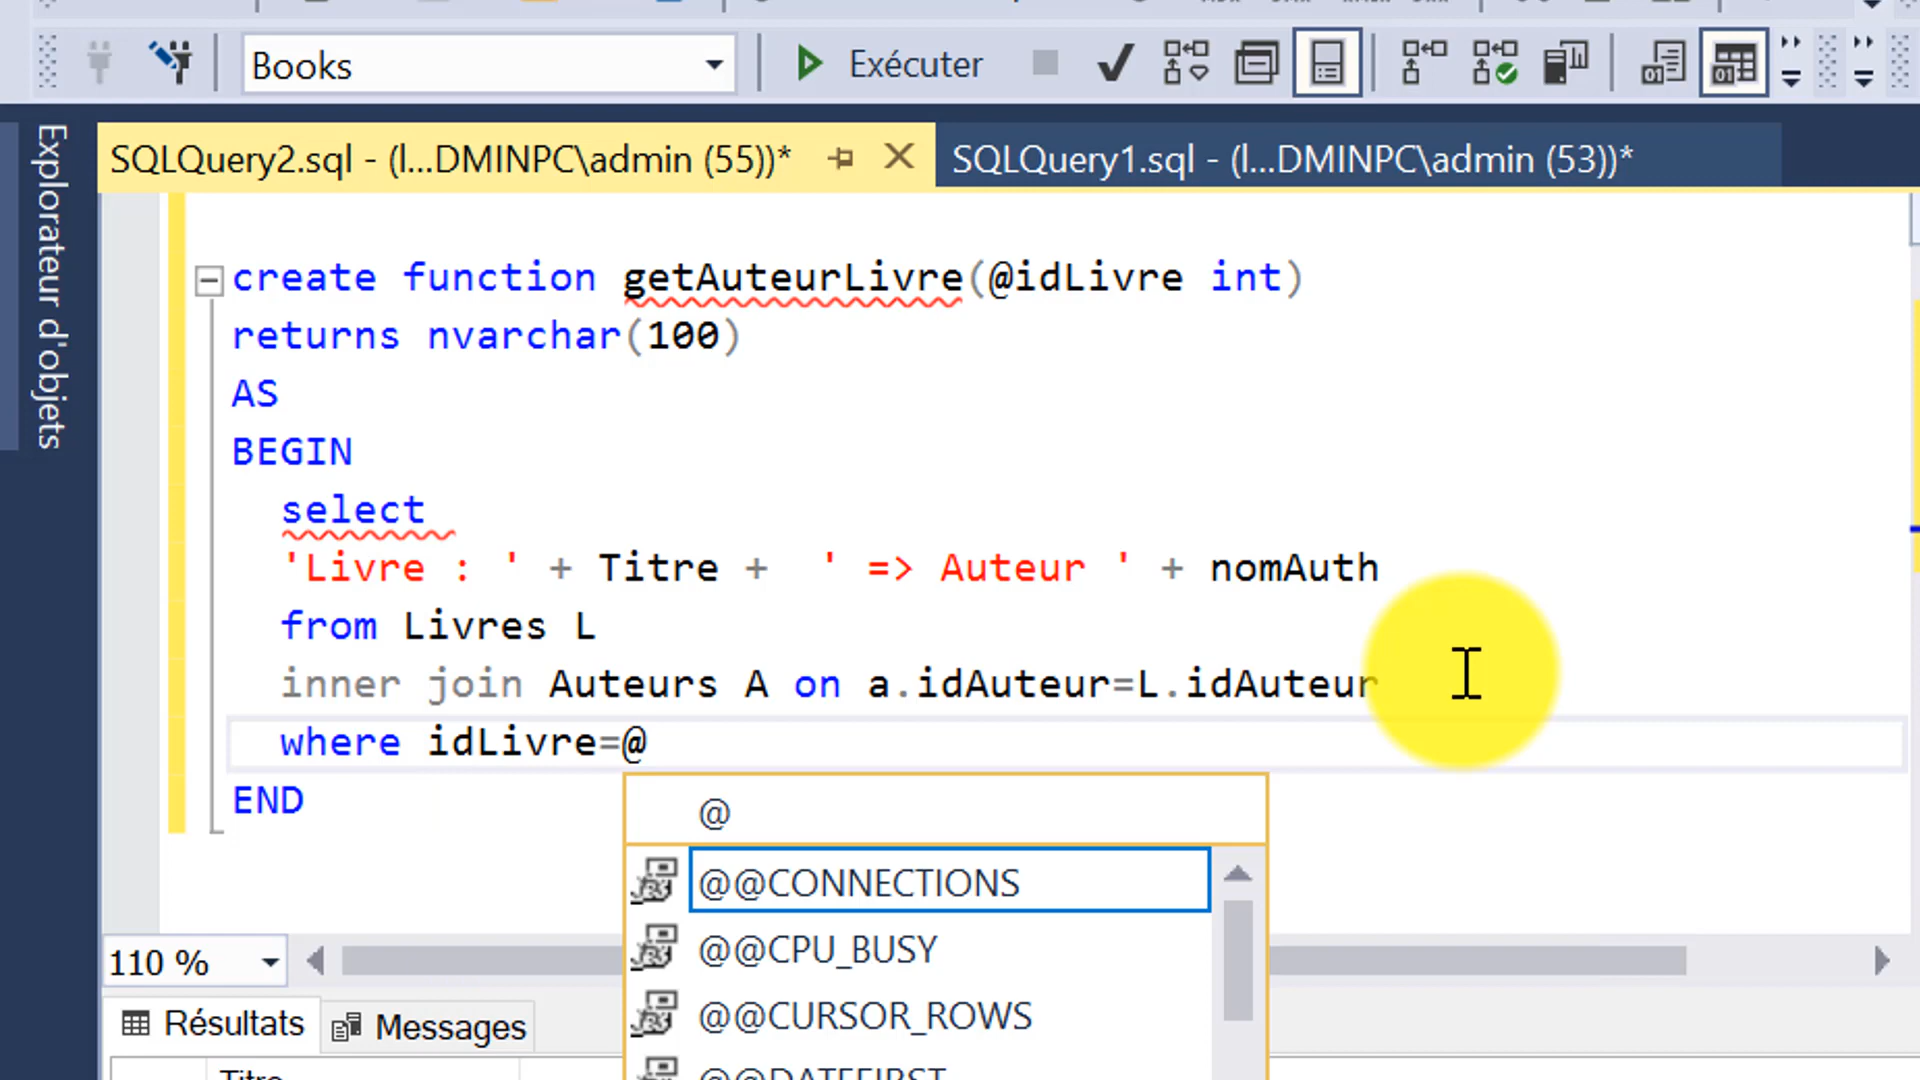 Books
Exécuter
Explorateur d'objets
SQLQuery2.sql - (l...DMINPC\admin (55))*
SQLQuery1.sql - (l...DMINPC\admin (53))*
create function getAuteurLivre(@idLivre int)
returns nvarchar(100)
AS
BEGIN
select
'Livre : ' + Titre + ' => Auteur ' + nomAuth
from Livres L
inner join Auteurs A on a.idAuteur=L.idAuteur
where idLivre=@
END
@
@@CONNECTIONS
@@CPU_BUSY
@@CURSOR_ROWS
@@DATEFIRST
110 %
Résultats
Messages
Titre